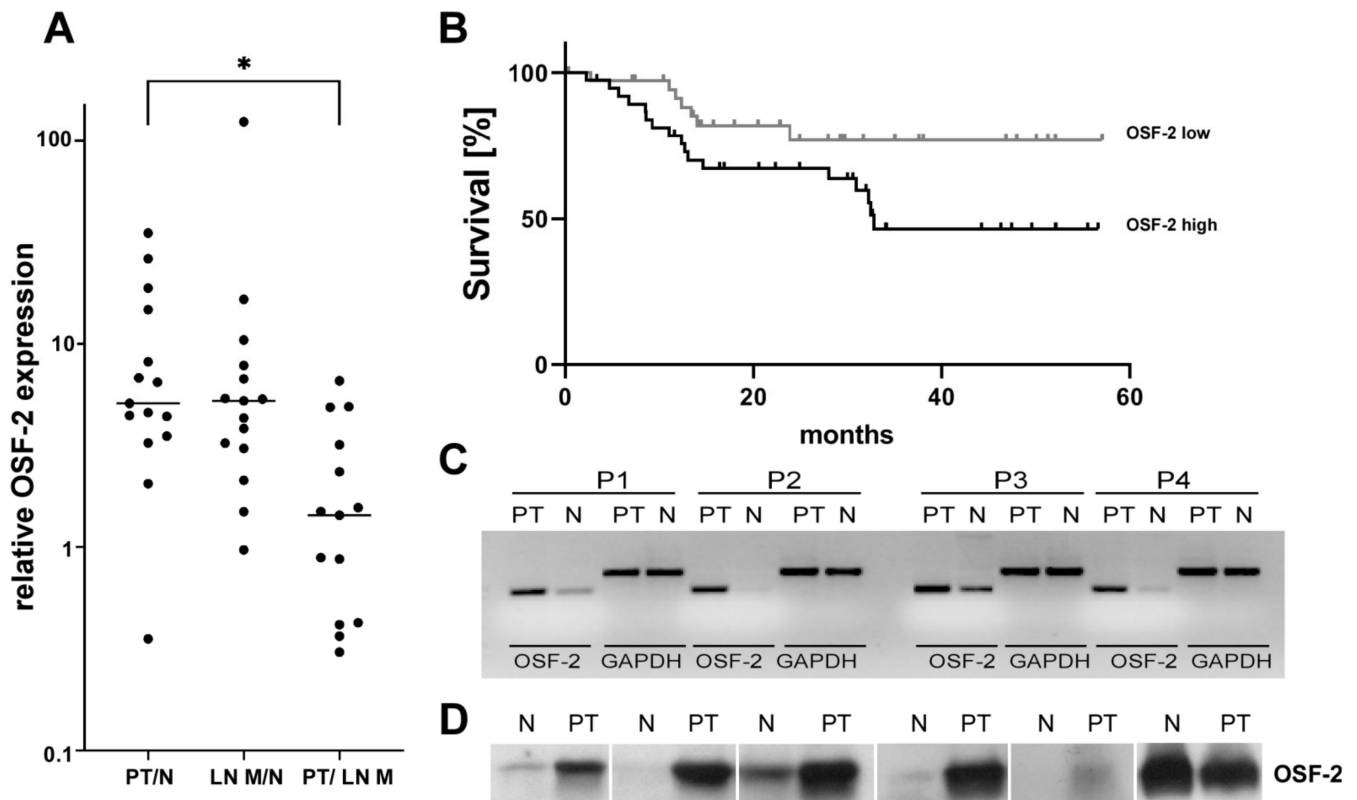 A
*
relative OSF-2 expression
100
10
1
0.1
PT/N LN M/N PT/ LN M
B
Survival [%]
100
50
0
0 20 40 60
months
OSF-2 low
OSF-2 high
C
P1 P2 P3 P4
PT N PT N PT N PT N PT N PT N PT N PT N
OSF-2 GAPDH OSF-2 GAPDH OSF-2 GAPDH OSF-2 GAPDH
D
N PT N PT N PT N PT N PT N PT
OSF-2